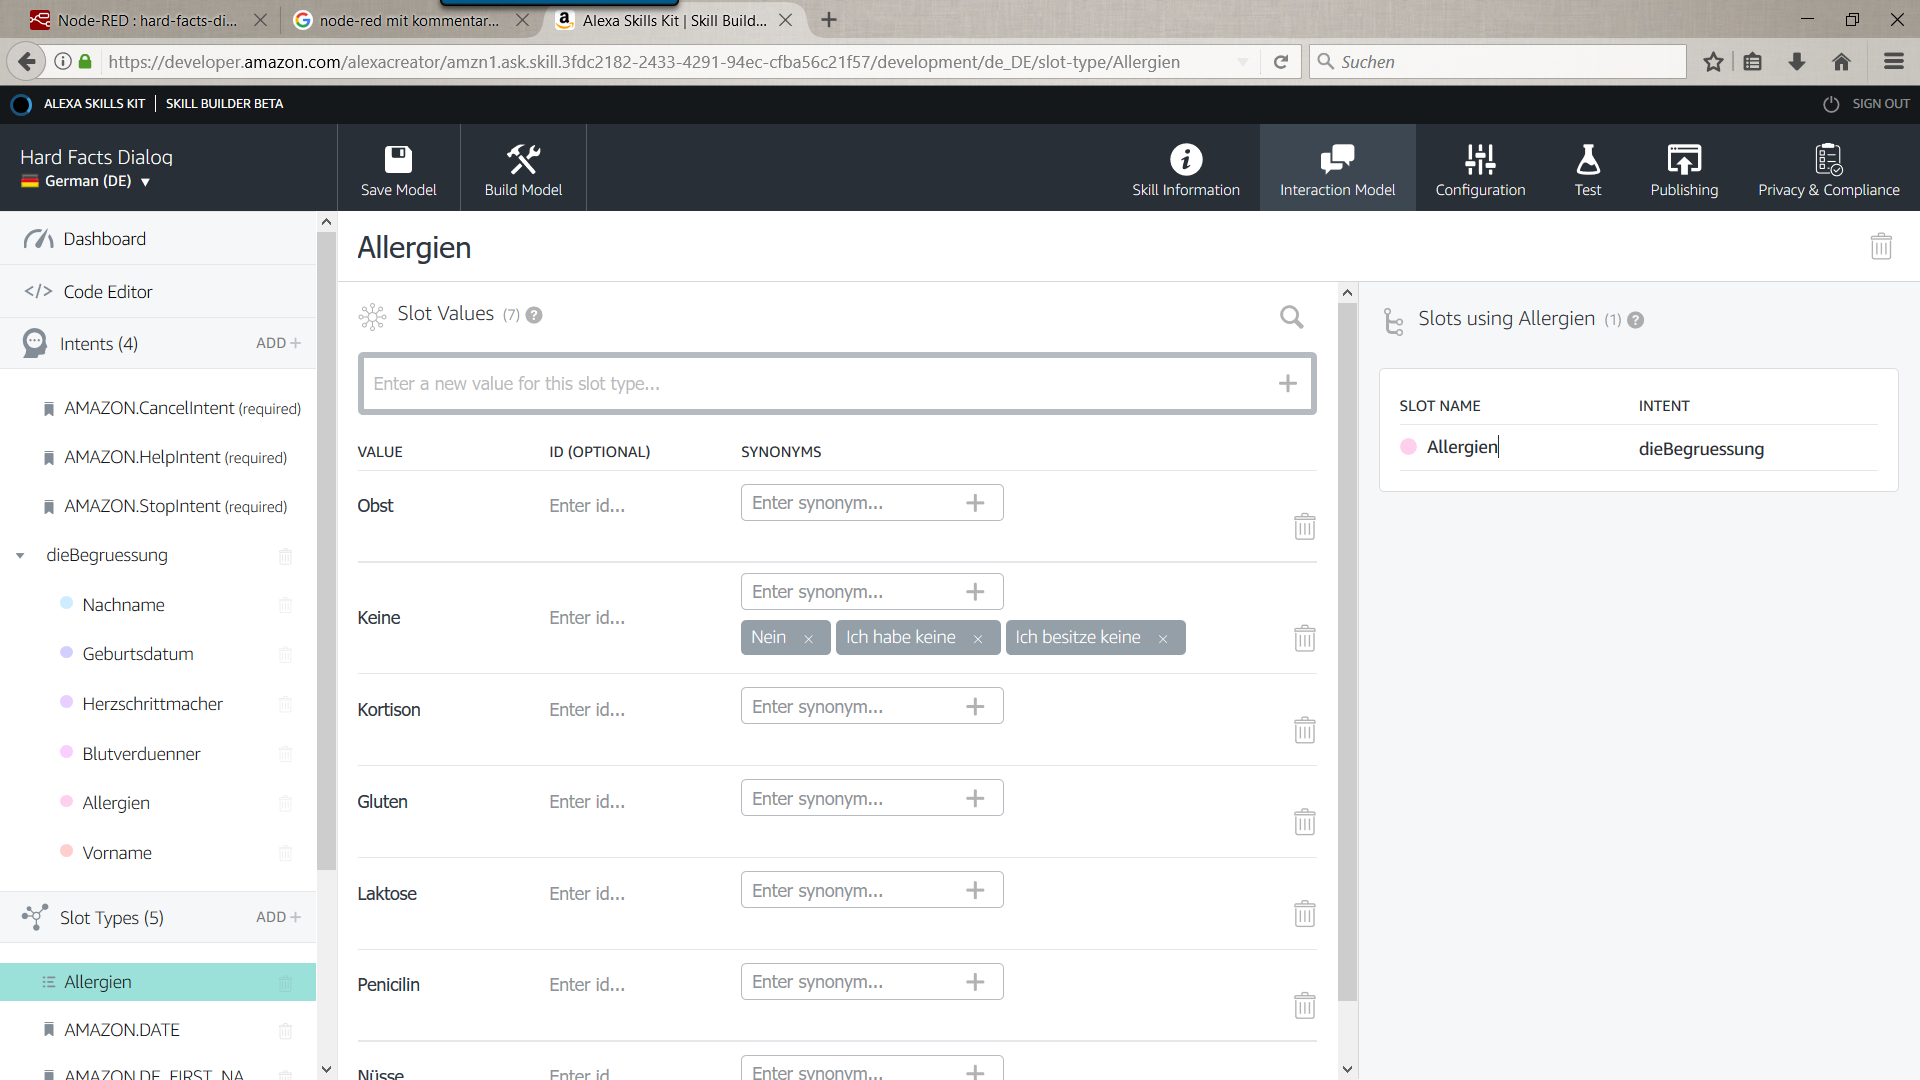 Node-RED : hard-facts-di...
node-red mit kommentar...
Alexa Skills Kit | Skill Build...
https://developer.amazon.com/alexacreator/amzn1.ask.skill.3fdc2182-2433-4291-94ec-cfba56c21f57/development/de_DE/slot-type/Allergien
Suchen
ALEXA SKILLS KIT | SKILL BUILDER BETA
SIGN OUT
Hard Facts Dialog
German (DE)
Save Model
Build Model
Skill Information
Interaction Model
Configuration
Test
Publishing
Privacy & Compliance
Dashboard
</> Code Editor
Intents (4)
ADD +
AMAZON.CancelIntent (required)
AMAZON.HelpIntent (required)
AMAZON.StopIntent (required)
dieBegruessung
Nachname
Geburtsdatum
Herzschrittmacher
Blutverduenner
Allergien
Vorname
Slot Types (5)
ADD +
Allergien
AMAZON.DATE
AMAZON.DE_FIRST_NA
Allergien
Slot Values (7) ?
Enter a new value for this slot type... +
VALUE ID (OPTIONAL) SYNONYMS
Obst Enter id... Enter synonym... +
Keine Enter id... Enter synonym... +
Nein × Ich habe keine × Ich besitze keine ×
Kortison Enter id... Enter synonym... +
Gluten Enter id... Enter synonym... +
Laktose Enter id... Enter synonym... +
Penicilin Enter id... Enter synonym... +
Nüsse Enter id... Enter synonym... +
Slots using Allergien (1) ?
SLOT NAME INTENT
Allergien dieBegruessung